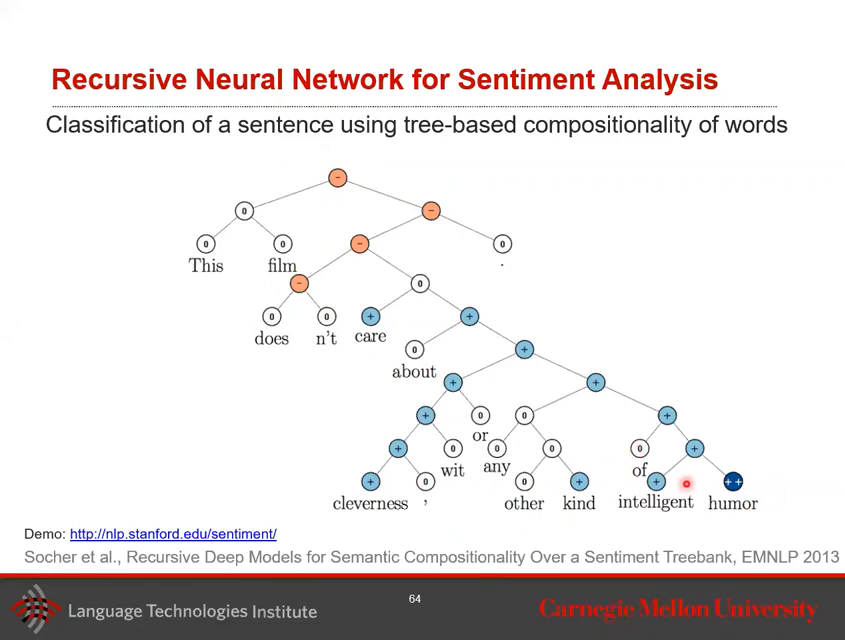 Recursive Neural Network for Sentiment Analysis
Classification of a sentence using tree-based compositionality of words
−
0 −
0 0 − 0
This film .
− 0
0 0 + +
does n't care
0 +
about
+ +
+ 0 0 +
or
+ 0 0 0 0 +
wit any of
+ 0 0 + + ++
cleverness , other kind intelligent humor
Demo: http://nlp.stanford.edu/sentiment/
Socher et al., Recursive Deep Models for Semantic Compositionality Over a Sentiment Treebank, EMNLP 2013
64
Language Technologies Institute
Carnegie Mellon University